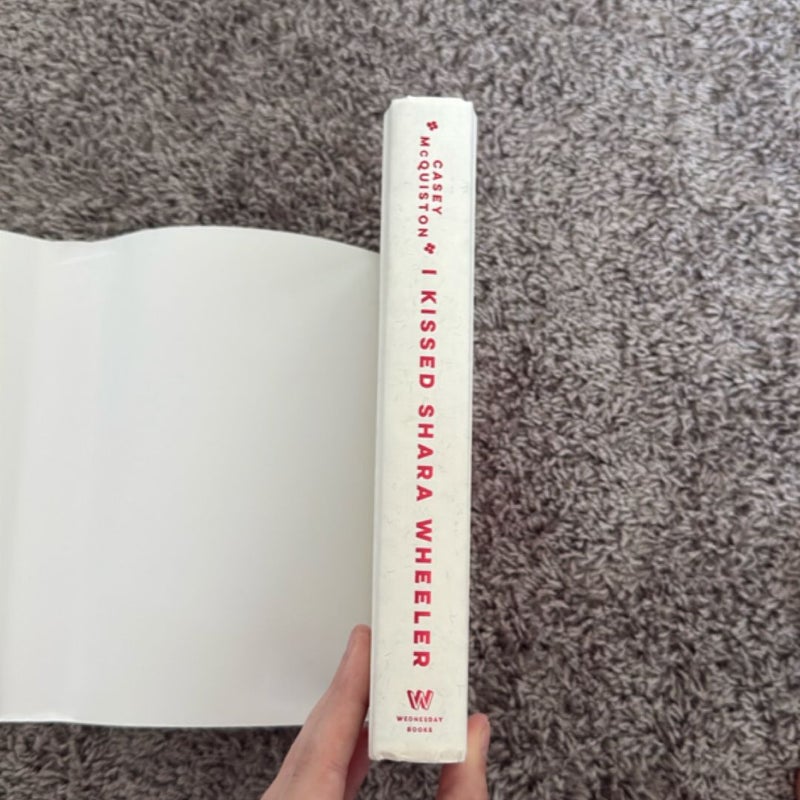 CASEY
McQUISTON
I KISSED SHARA WHEELER
W
WEDNESDAY
BOOKS